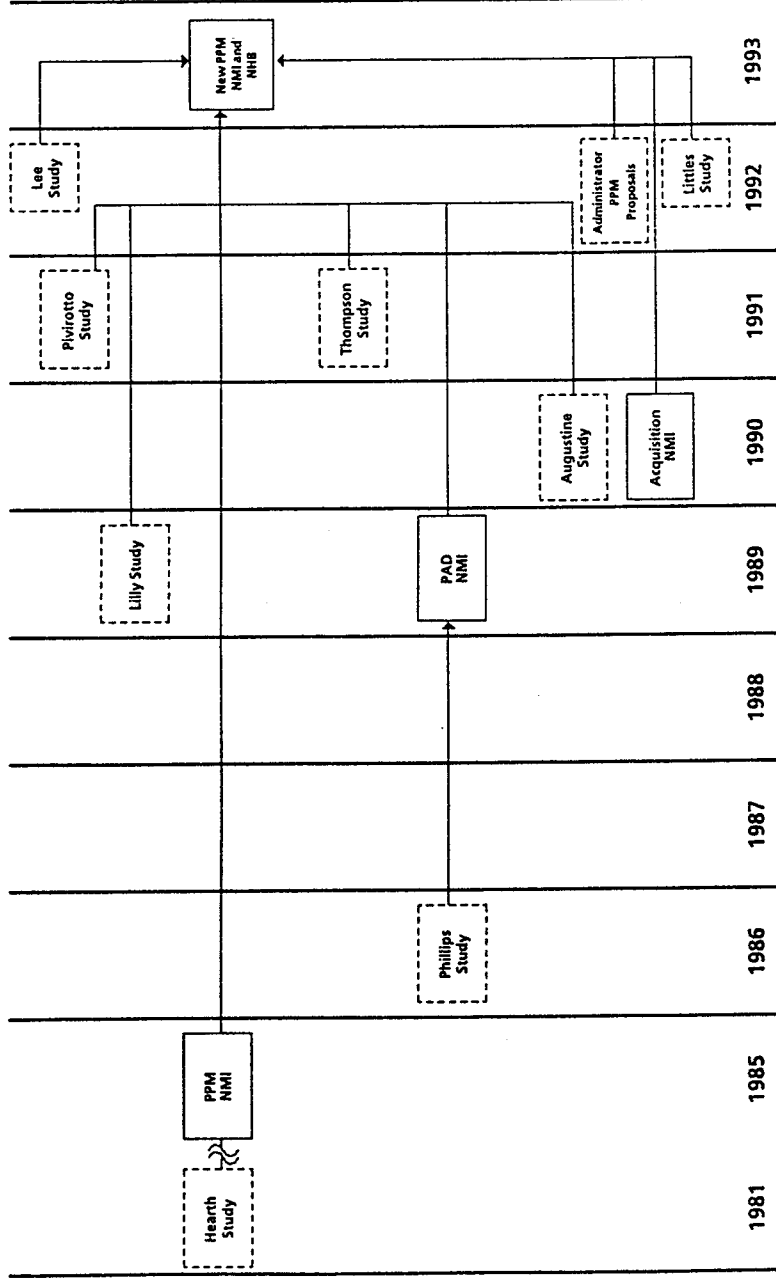 Hearth
Study
PPM
NMI
Phillips
Study
Lilly Study
PAD
NMI
Augustine
Study
Acquisition
NMI
Pivirotto
Study
Thompson
Study
Lee
Study
Administrator
PPM
Proposals
Littles
Study
New PPM
NMI and
NHB
1981
1985
1986
1987
1988
1989
1990
1991
1992
1993